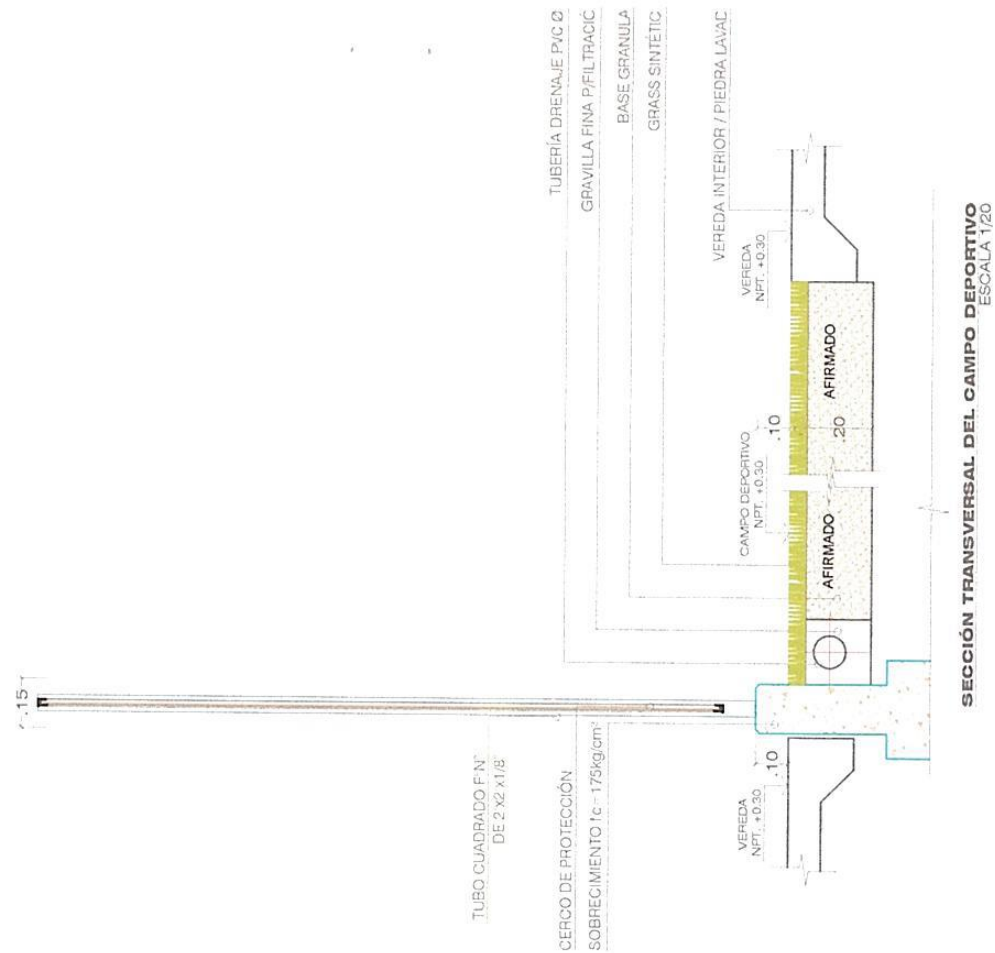 .15
TUBO CUADRADO F°N°
DE 2 x2 x1/8"
CERCO DE PROTECCIÓN
SOBRECIMIENTO f'c= 175kg/cm²
TUBERÍA DRENAJE PVC Ø
GRAVILLA FINA P/FILTRACIÓ
BASE GRANULA
GRASS SINTÉTIC
VEREDA INTERIOR / PIEDRA LAVAD
VEREDA
NPT. +0.30
.10
CAMPO DEPORTIVO
NPT. +0.30
.10
VEREDA
NPT. +0.30
AFIRMADO
.20
AFIRMADO
SECCIÓN TRANSVERSAL DEL CAMPO DEPORTIVO
ESCALA 1/20